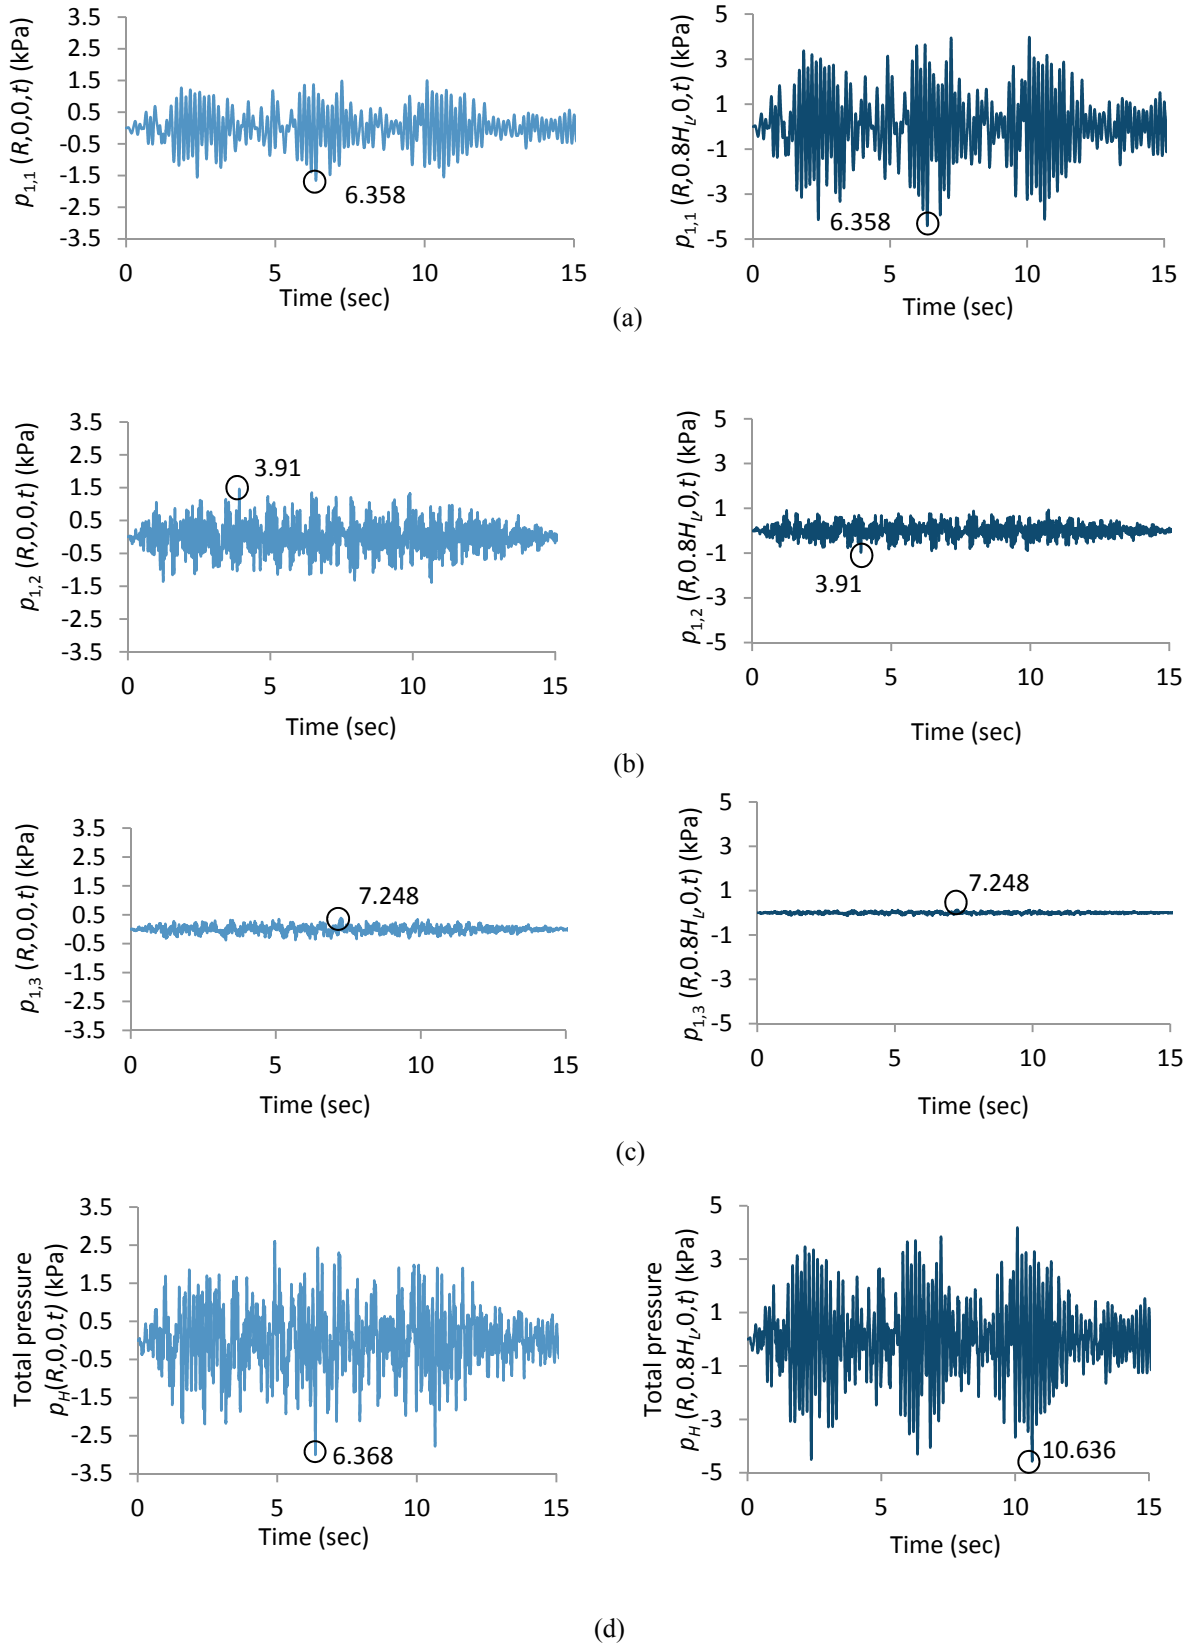 p1,1 (R,0,0,t) (kPa)
3.5
2.5
1.5
0.5
-0.5
-1.5
-2.5
-3.5
6.358
0 5 10 15
Time (sec)
p1,1 (R,0.8HL,0,t) (kPa)
5
3
1
-1
-3
-5
6.358
0 5 10 15
Time (sec)
(a)
p1,2 (R,0,0,t) (kPa)
3.5
2.5
1.5
0.5
-0.5
-1.5
-2.5
-3.5
3.91
0 5 10 15
Time (sec)
p1,2 (R,0.8HL,0,t) (kPa)
5
3
1
-1
-3
-5
3.91
0 5 10 15
Time (sec)
(b)
p1,3 (R,0,0,t) (kPa)
3.5
2.5
1.5
0.5
-0.5
-1.5
-2.5
-3.5
7.248
0 5 10 15
Time (sec)
p1,3 (R,0.8HL,0,t) (kPa)
5
3
1
-1
-3
-5
7.248
0 5 10 15
Time (sec)
(c)
Total pressure
pH(R,0,0,t) (kPa)
3.5
2.5
1.5
0.5
-0.5
-1.5
-2.5
-3.5
6.368
0 5 10 15
Time (sec)
Total pressure
pH (R,0.8HL,0,t) (kPa)
5
3
1
-1
-3
-5
10.636
0 5 10 15
Time (sec)
(d)